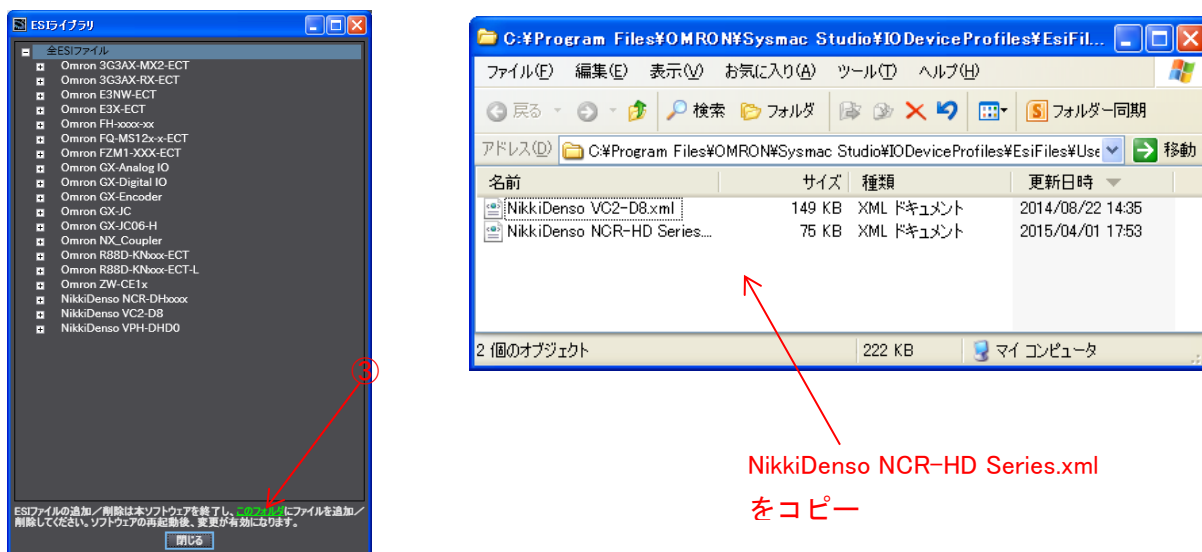 ESIライブラリ
全ESIファイル
Omron 3G3AX-MX2-ECT
Omron 3G3AX-RX-ECT
Omron E3NW-ECT
Omron E3X-ECT
Omron FH-xxxx-xx
Omron FQ-MS12x-x-ECT
Omron FZM1-XXX-ECT
Omron GX-Analog IO
Omron GX-Digital IO
Omron GX-Encoder
Omron GX-JC
Omron GX-JC06-H
Omron NX_Coupler
Omron R88D-KNxxx-ECT
Omron R88D-KNxxx-ECT-L
Omron ZW-CE1x
NikkiDenso NCR-DHxxxx
NikkiDenso VC2-D8
NikkiDenso VPH-DHD0
③
ESIファイルの追加／削除は本ソフトウェアを終了し、このフォルダにファイルを追加／
削除してください。ソフトウェアの再起動後、変更が有効になります。
閉じる
C:¥Program Files¥OMRON¥Sysmac Studio¥IODeviceProfiles¥EsiFil...
ファイル(F) 編集(E) 表示(V) お気に入り(A) ツール(T) ヘルプ(H)
戻る 検索 フォルダ フォルダー同期
アドレス(D) C:¥Program Files¥OMRON¥Sysmac Studio¥IODeviceProfiles¥EsiFiles¥Use 移動
名前 サイズ 種類 更新日時
NikkiDenso VC2-D8.xml 149 KB XML ドキュメント 2014/08/22 14:35
NikkiDenso NCR-HD Series... 75 KB XML ドキュメント 2015/04/01 17:53
2 個のオブジェクト 222 KB マイ コンピュータ
NikkiDenso NCR-HD Series.xml
をコピー